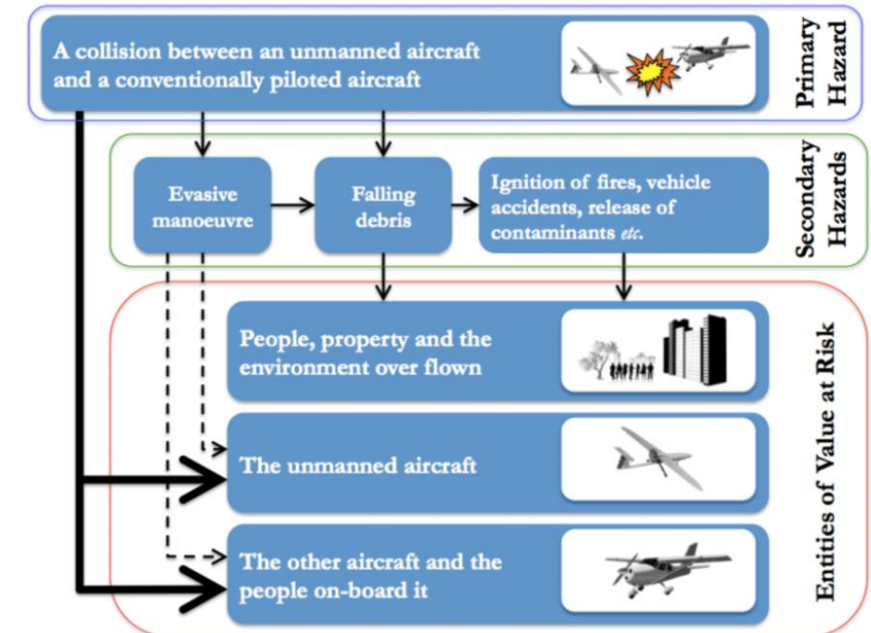 A collision between an unmanned aircraft
and a conventionally piloted aircraft
Primary
Hazard
Evasive
manoeuvre
Falling
debris
Ignition of fires, vehicle
accidents, release of
contaminants etc.
Secondary
Hazards
People, property and the
environment over flown
The unmanned aircraft
The other aircraft and the
people on-board it
Entities of Value at Risk